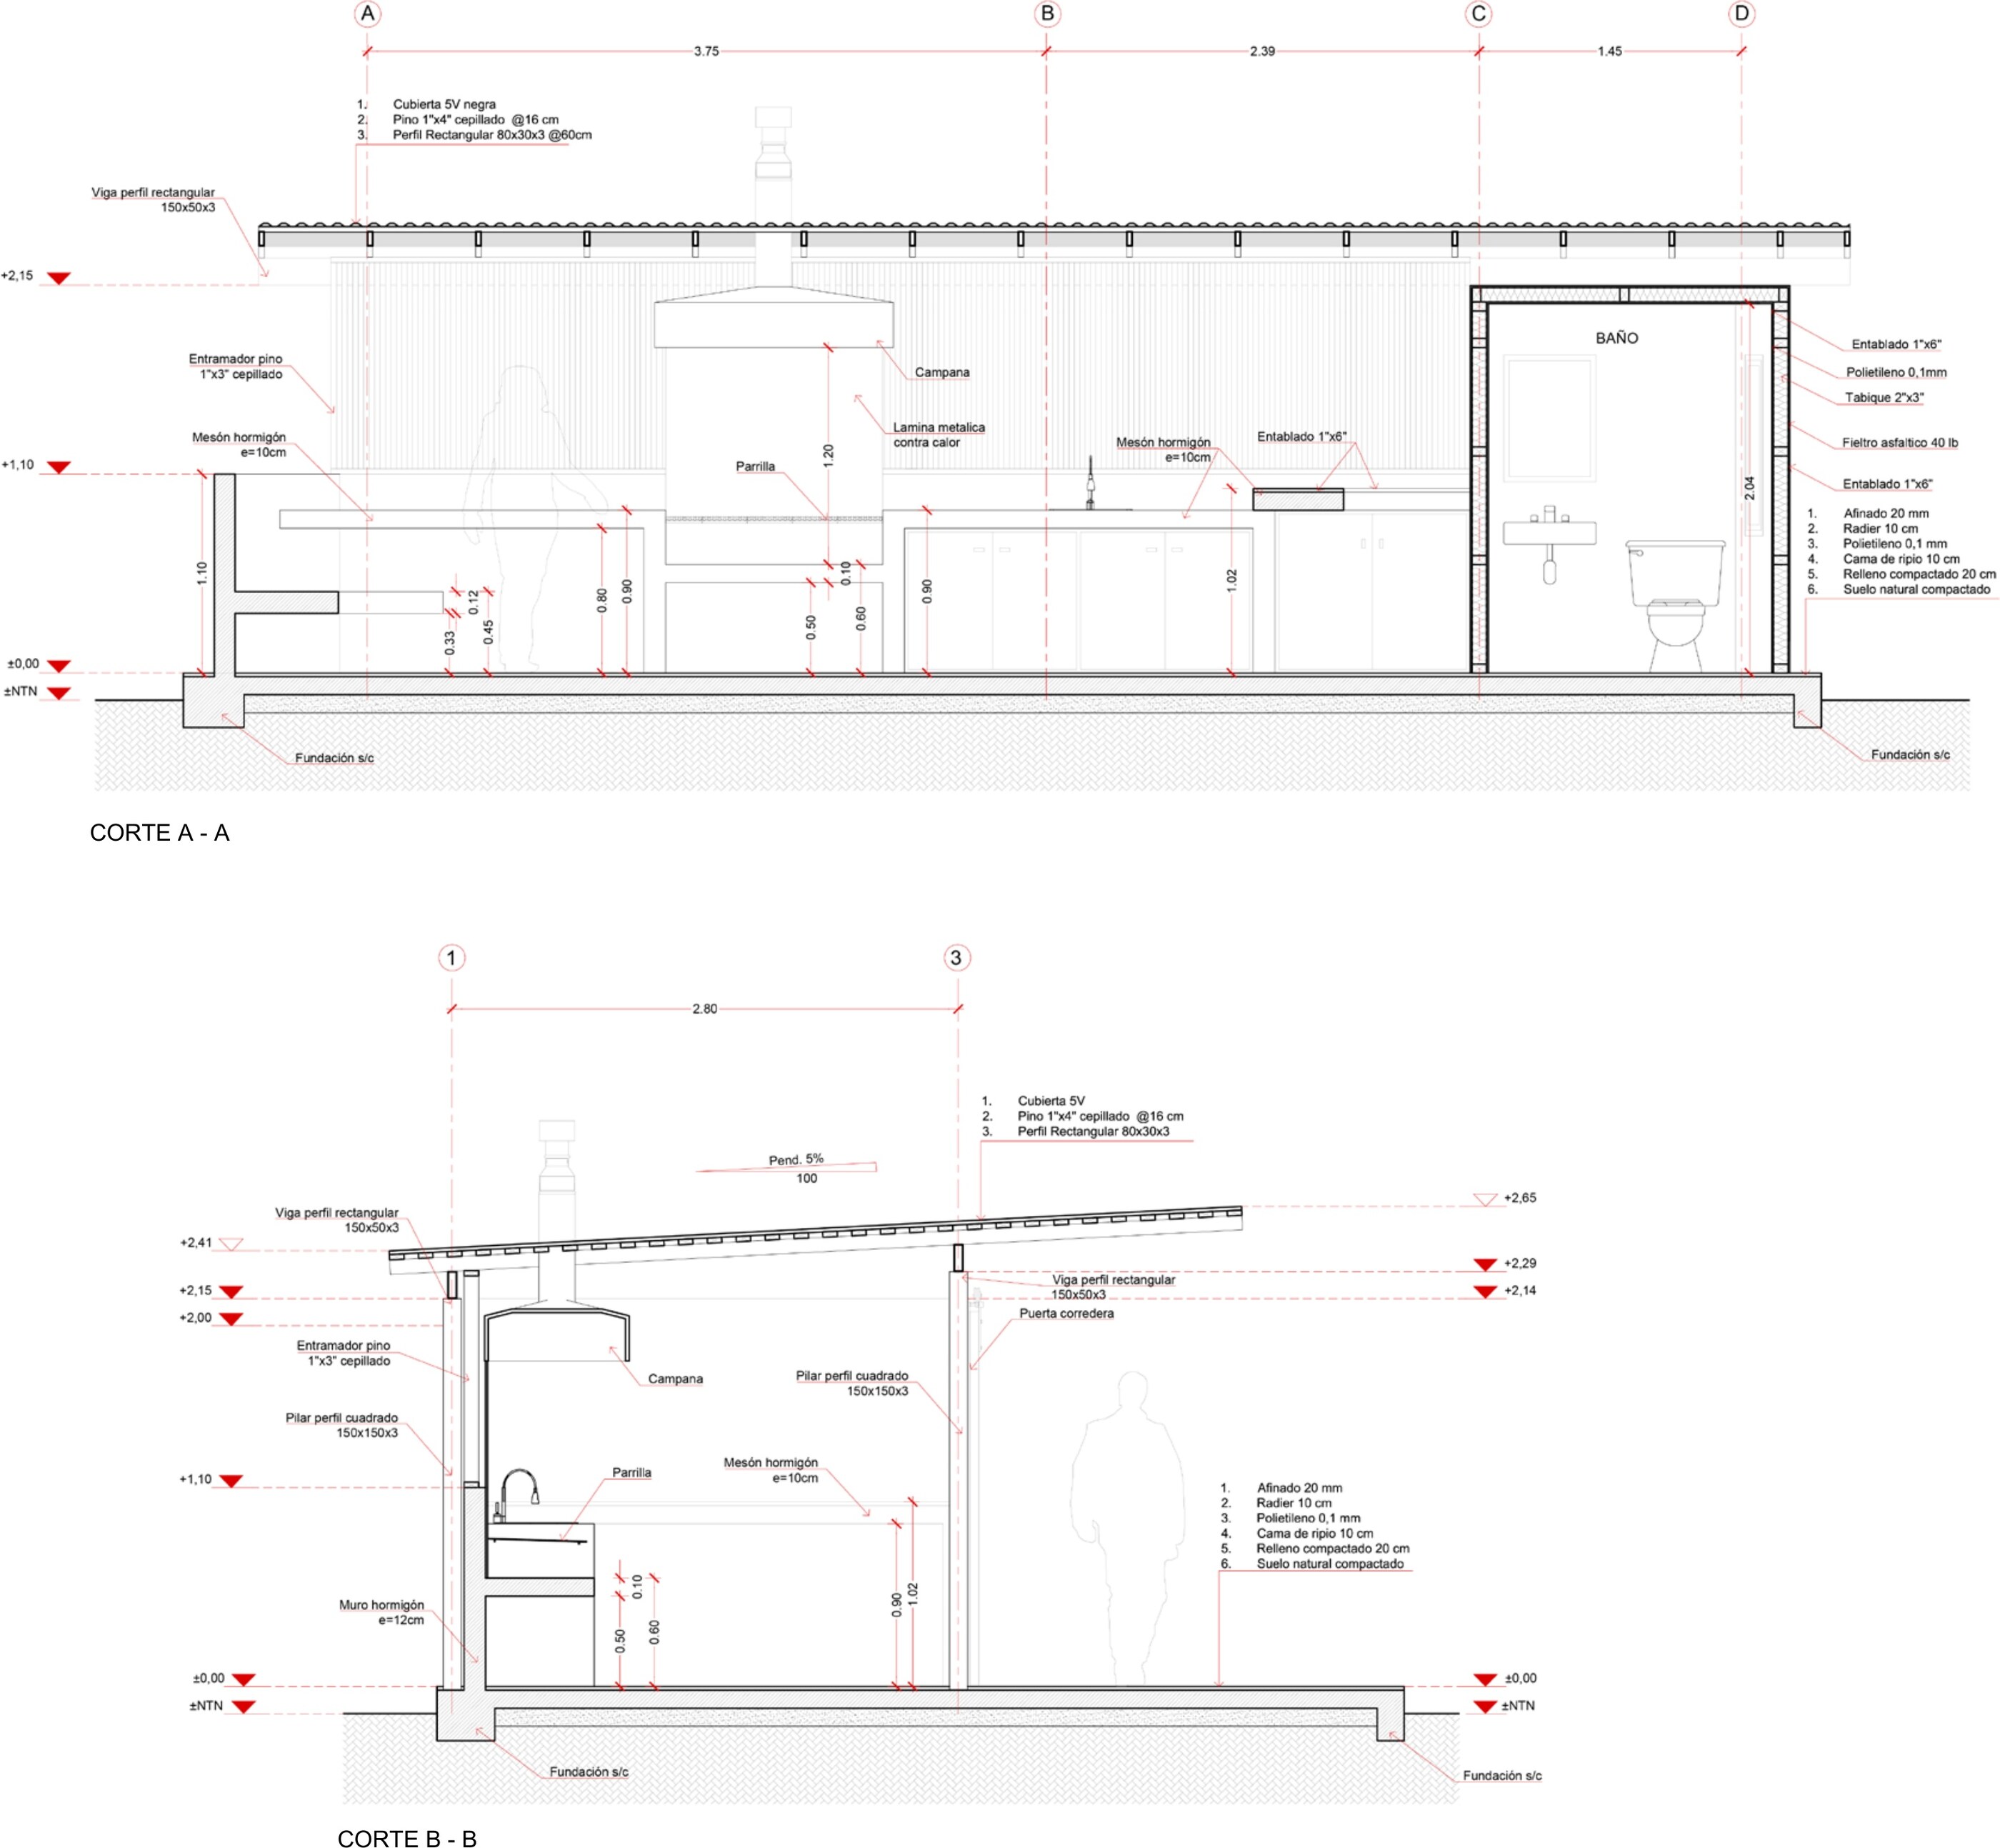 A
B
C
D
3.75
2.39
1.45
1. Cubierta 5V negra
2. Pino 1"x4" cepillado @16 cm
3. Perfil Rectangular 80x30x3 @60cm
Viga perfil rectangular
150x50x3
+2,15
BAÑO
Entablado 1"x6"
Entramador pino
1"x3" cepillado
Campana
Polietileno 0,1mm
Tabique 2"x3"
Lamina metalica
contra calor
Mesón hormigón
e=10cm
Mesón hormigón
e=10cm
Entablado 1"x6"
Fieltro asfaltico 40 lb
1.20
+1,10
Parrilla
2.04
Entablado 1"x6"
1. Afinado 20 mm
2. Radier 10 cm
3. Polietileno 0,1 mm
4. Cama de ripio 10 cm
5. Relleno compactado 20 cm
6. Suelo natural compactado
1.10
0.12
0.33
0.45
0.80
0.90
0.10
0.50
0.60
0.90
1.02
±0,00
±NTN
Fundación s/c
Fundación s/c
CORTE A - A
1
3
2.80
1. Cubierta 5V
2. Pino 1"x4" cepillado @16 cm
3. Perfil Rectangular 80x30x3
Pend. 5%
100
+2,65
Viga perfil rectangular
150x50x3
+2,41
+2,29
Viga perfil rectangular
150x50x3
+2,15
+2,14
+2,00
Puerta corredera
Entramador pino
1"x3" cepillado
Campana
Pilar perfil cuadrado
150x150x3
Pilar perfil cuadrado
150x150x3
Mesón hormigón
e=10cm
Parrilla
+1,10
1. Afinado 20 mm
2. Radier 10 cm
3. Polietileno 0,1 mm
4. Cama de ripio 10 cm
5. Relleno compactado 20 cm
6. Suelo natural compactado
0.10
0.90
1.02
Muro hormigón
e=12cm
0.50
0.60
±0,00
±0,00
±NTN
±NTN
Fundación s/c
Fundación s/c
CORTE B - B